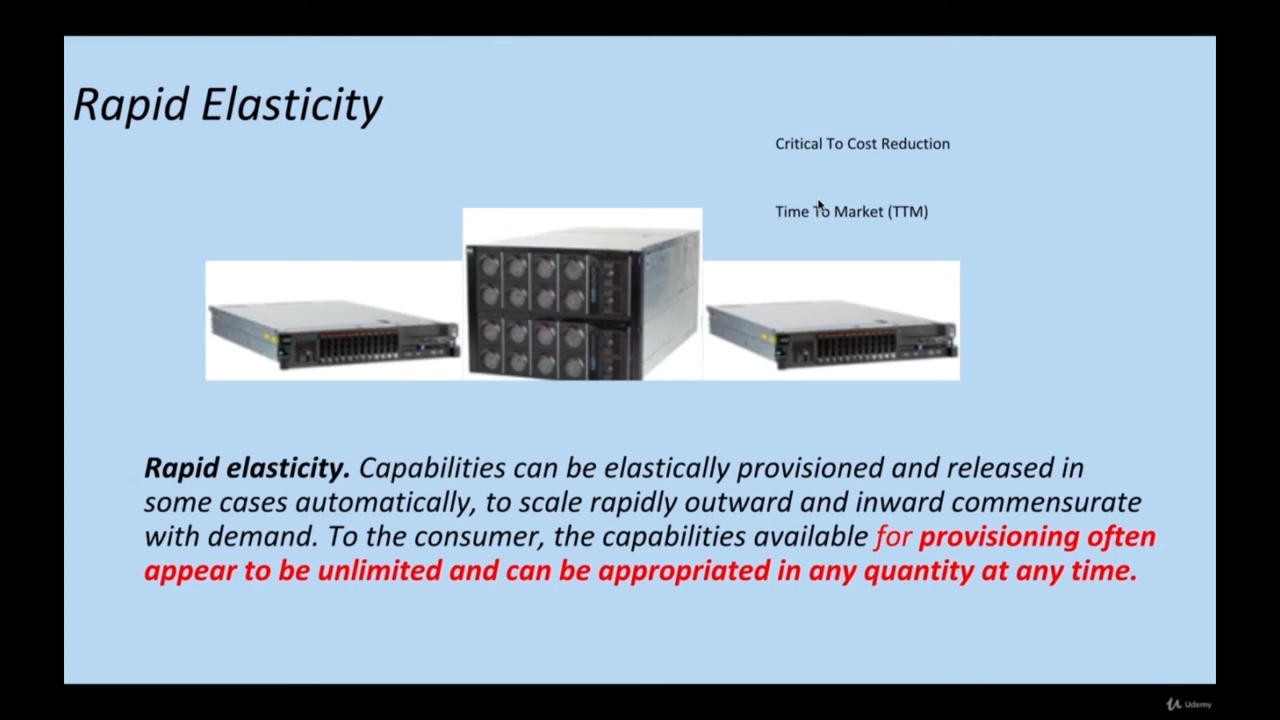 Rapid Elasticity
Critical To Cost Reduction
Time To Market (TTM)
Rapid elasticity. Capabilities can be elastically provisioned and released in
some cases automatically, to scale rapidly outward and inward commensurate
with demand. To the consumer, the capabilities available for provisioning often
appear to be unlimited and can be appropriated in any quantity at any time.
Udemy